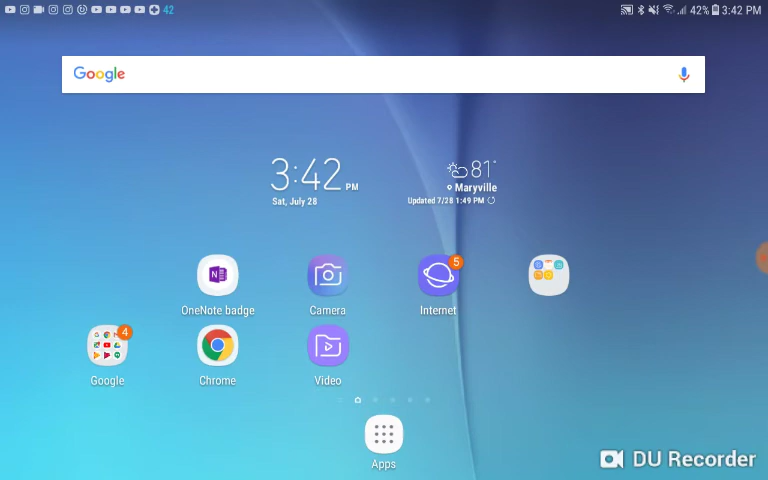 42
42% 3:42 PM
Google
3:42 PM
Sat, July 28
81°
Maryville
Updated 7/28 1:49 PM
5
OneNote badge
Camera
Internet
4
Google
Chrome
Video
Apps
DU Recorder